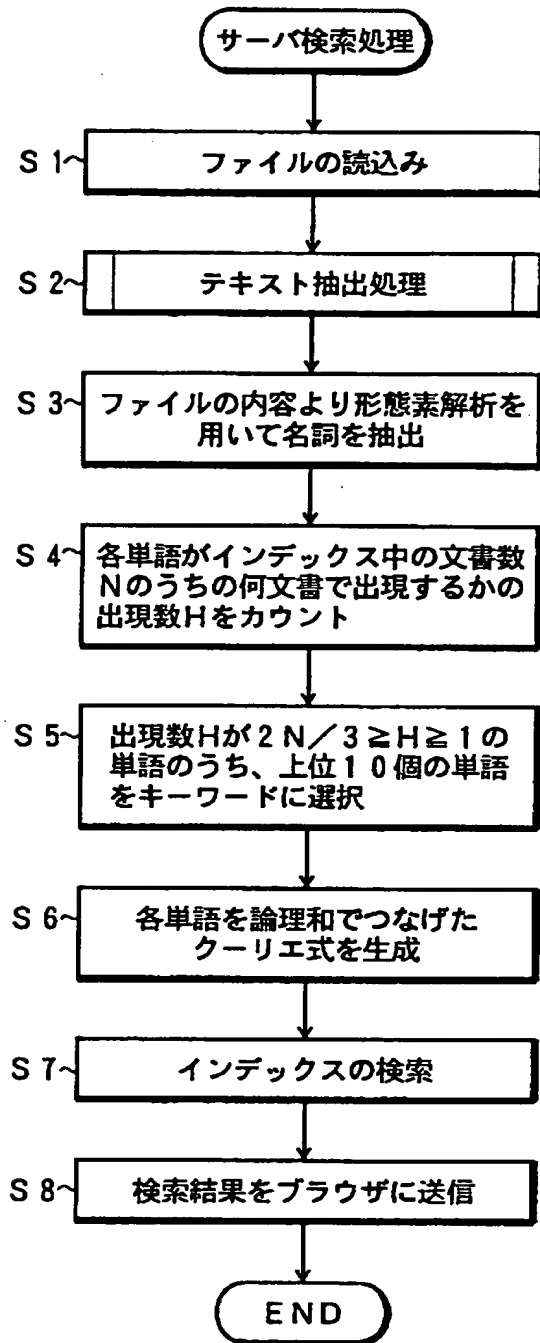 サーバ検索処理
S1~ ファイルの読込み
S2~ テキスト抽出処理
S3~ ファイルの内容より形態素解析を
用いて名詞を抽出
S4~ 各単語がインデックス中の文書数
Nのうちの何文書で出現するかの
出現数Hをカウント
S5~ 出現数Hが2N/3≧H≧1の
単語のうち、上位10個の単語
をキーワードに選択
S6~ 各単語を論理和でつなげた
クーリエ式を生成
S7~ インデックスの検索
S8~ 検索結果をブラウザに送信
END